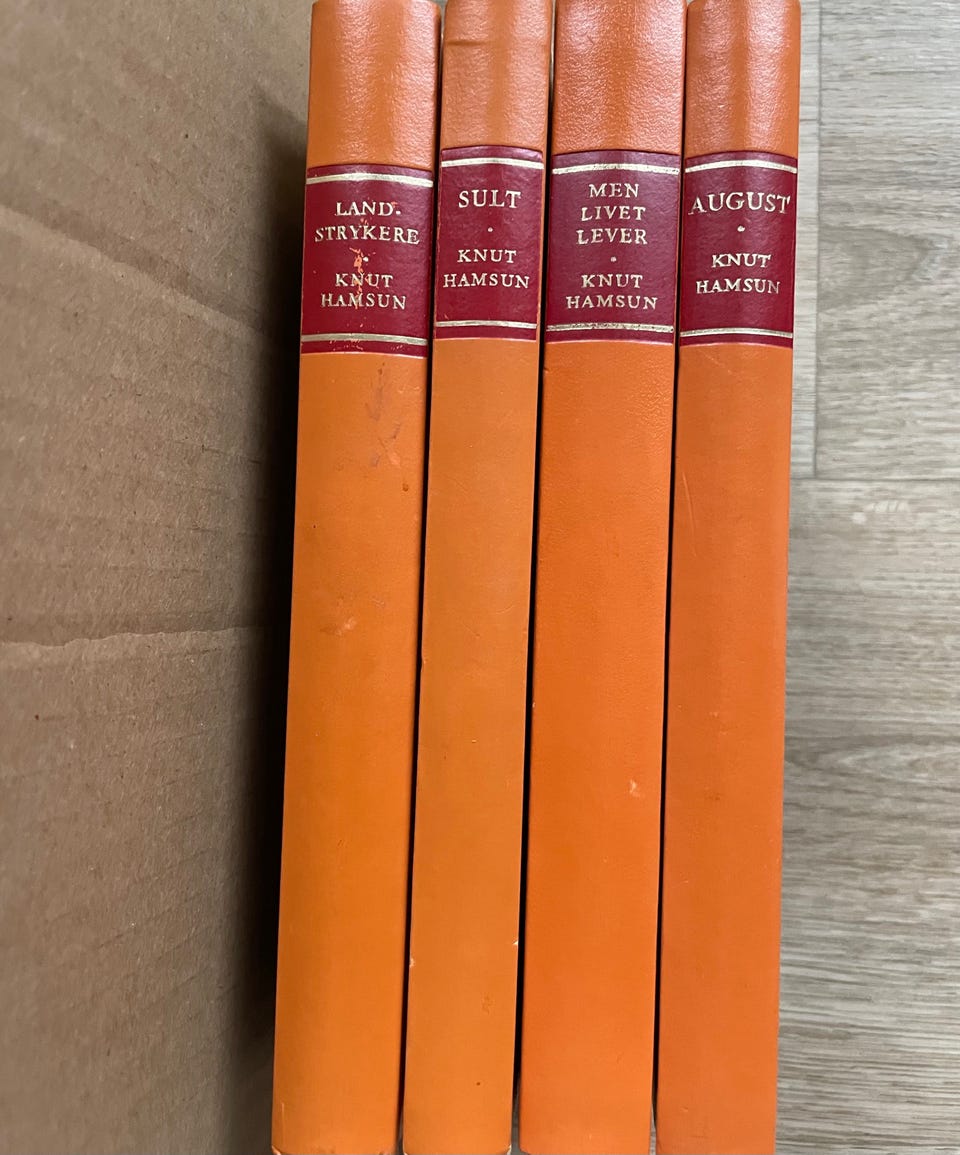 LAND-
STRYKERE
KNUT
HAMSUN
SULT
KNUT
HAMSUN
MEN
LIVET
LEVER
KNUT
HAMSUN
AUGUST
KNUT
HAMSUN